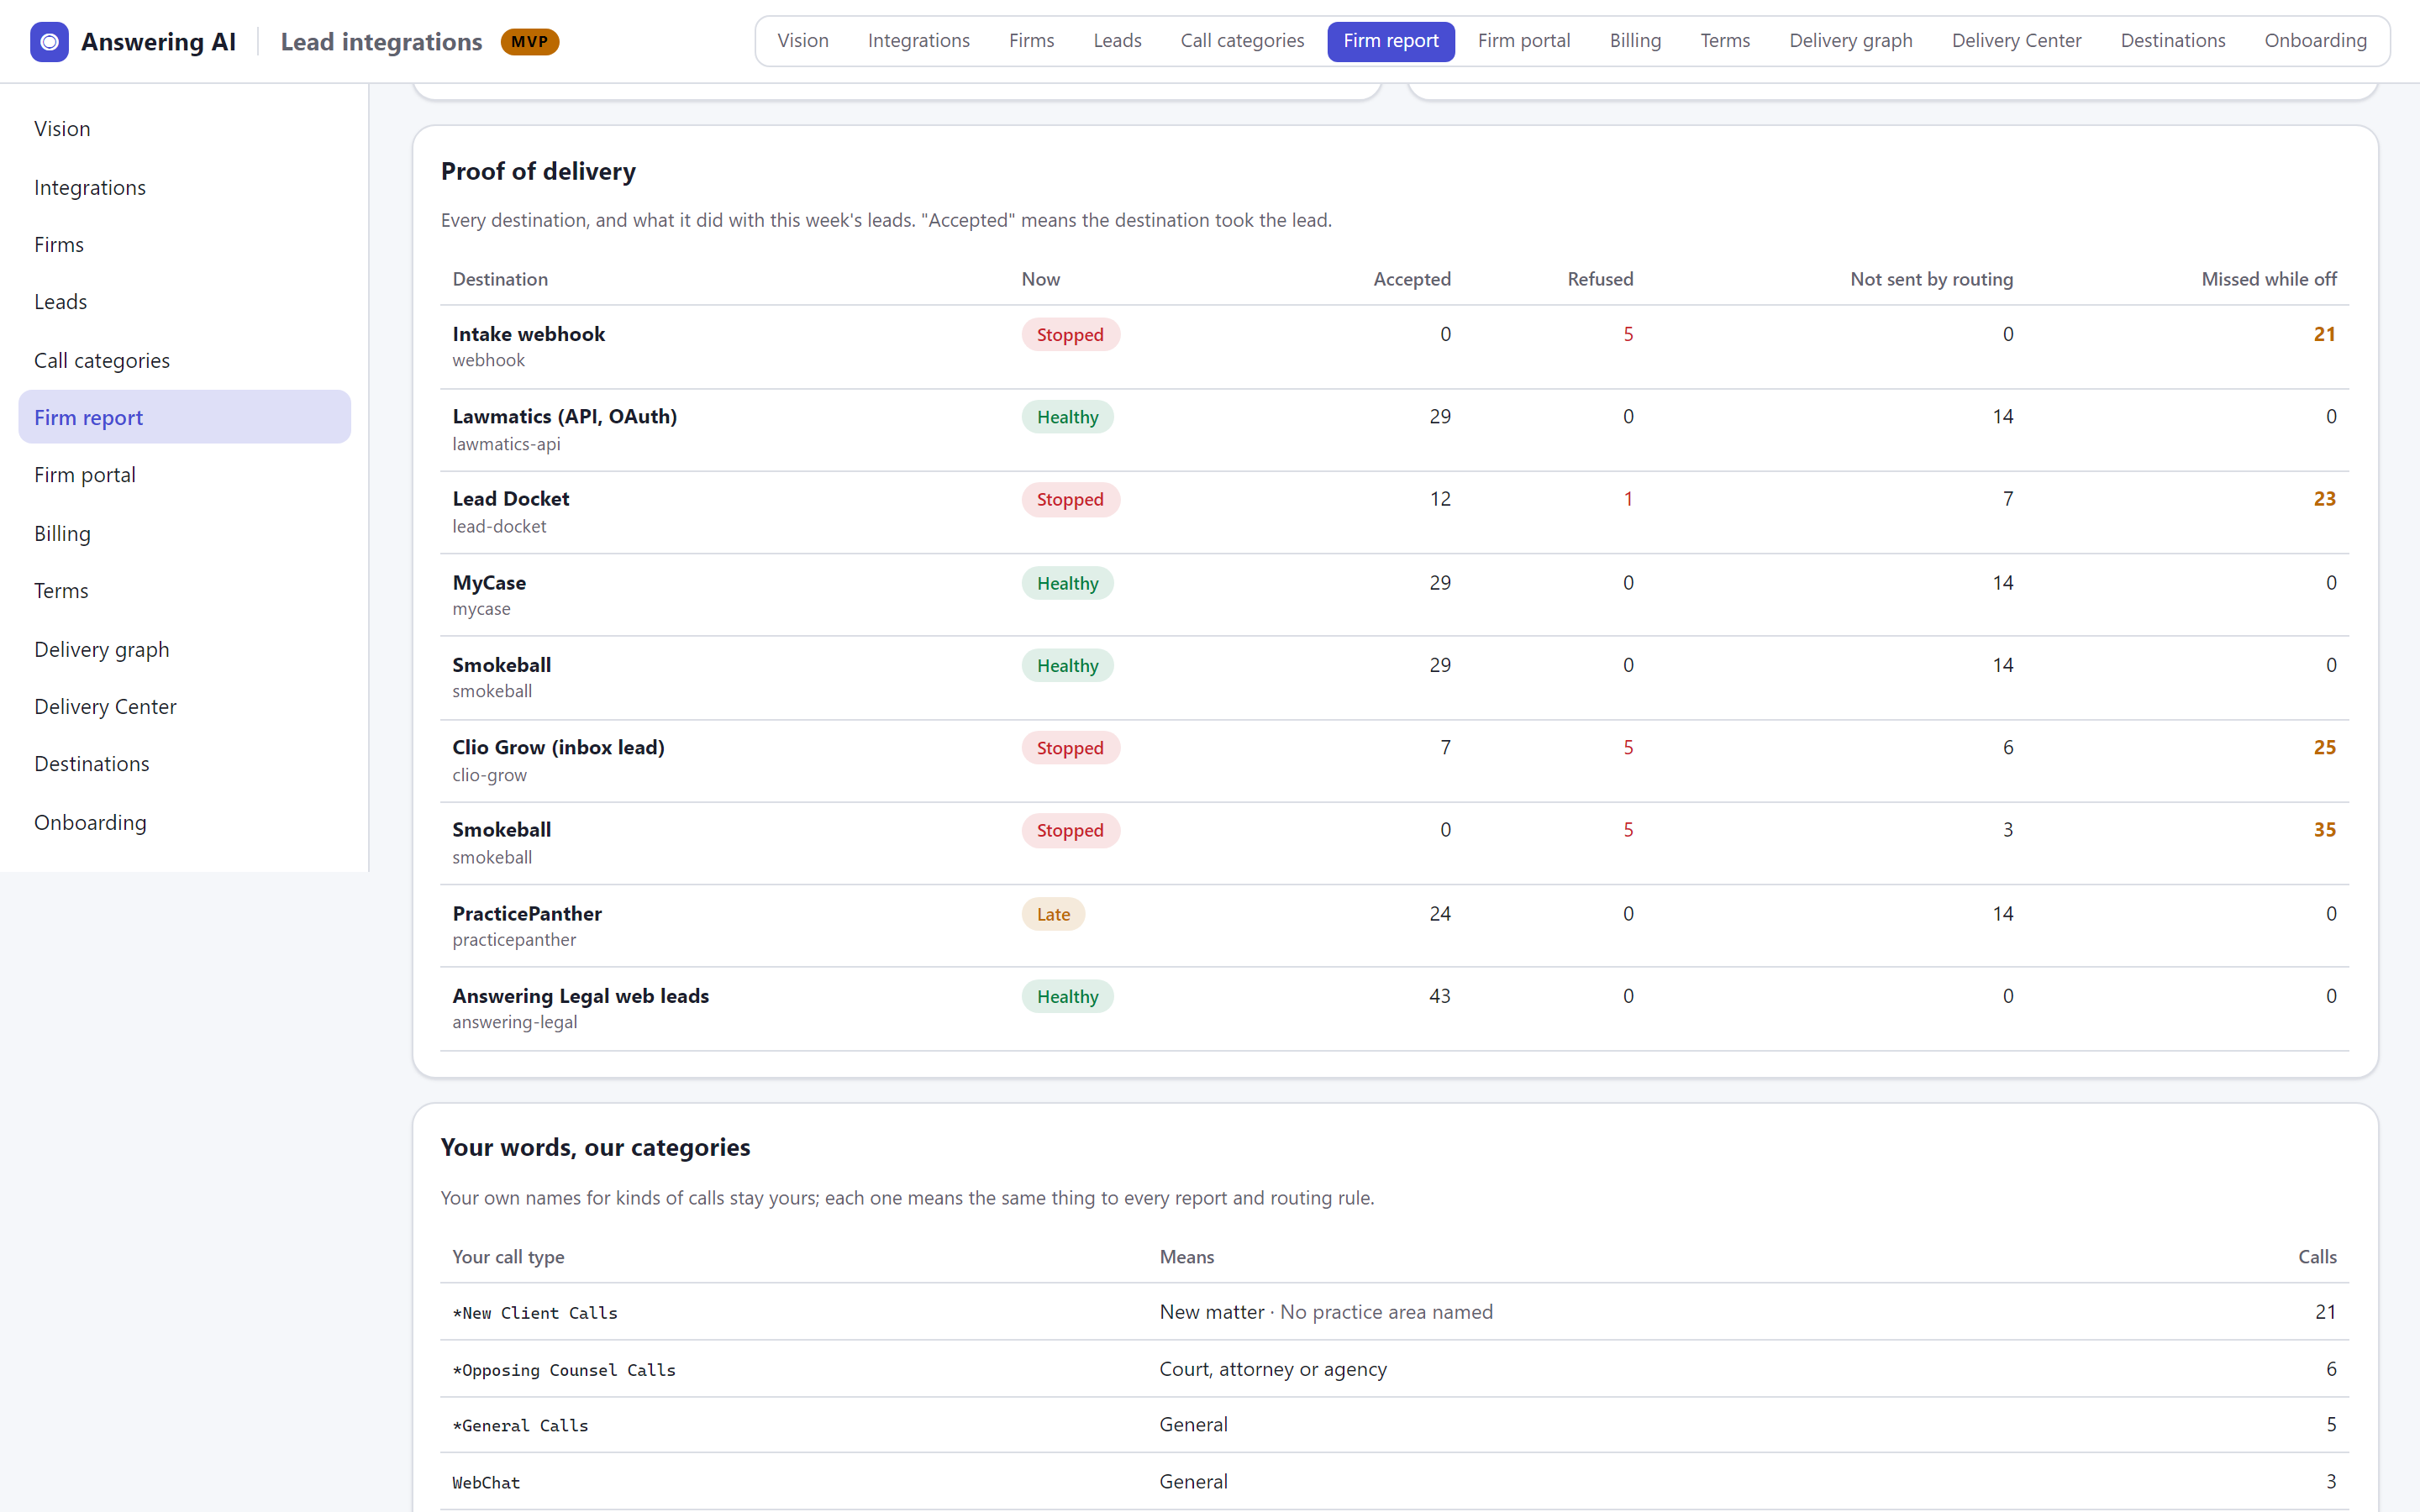 Answering AI Lead integrations MVP
Vision Integrations Firms Leads Call categories Firm report Firm portal Billing Terms Delivery graph Delivery Center Destinations Onboarding
Vision
Integrations
Firms
Leads
Call categories
Firm report
Firm portal
Billing
Terms
Delivery graph
Delivery Center
Destinations
Onboarding
Proof of delivery
Every destination, and what it did with this week's leads. "Accepted" means the destination took the lead.
Destination Now Accepted Refused Not sent by routing Missed while off
Intake webhook Stopped 0 5 0 21
webhook
Lawmatics (API, OAuth) Healthy 29 0 14 0
lawmatics-api
Lead Docket Stopped 12 1 7 23
lead-docket
MyCase Healthy 29 0 14 0
mycase
Smokeball Healthy 29 0 14 0
smokeball
Clio Grow (inbox lead) Stopped 7 5 6 25
clio-grow
Smokeball Stopped 0 5 3 35
smokeball
PracticePanther Late 24 0 14 0
practicepanther
Answering Legal web leads Healthy 43 0 0 0
answering-legal
Your words, our categories
Your own names for kinds of calls stay yours; each one means the same thing to every report and routing rule.
Your call type Means Calls
*New Client Calls New matter · No practice area named 21
*Opposing Counsel Calls Court, attorney or agency 6
*General Calls General 5
WebChat General 3